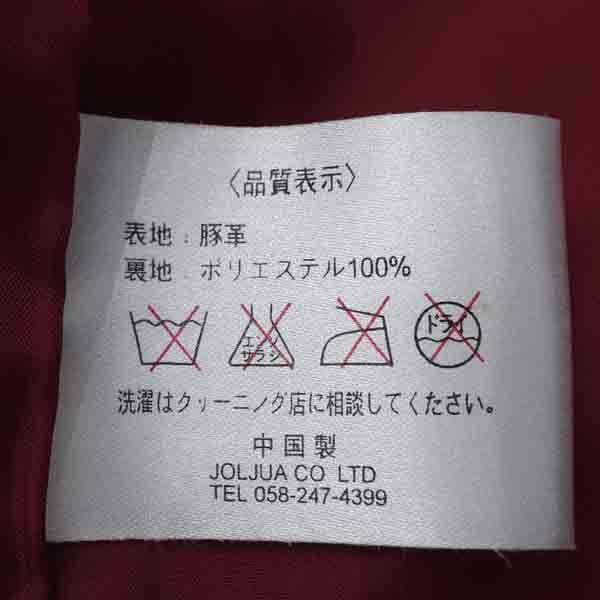 〈品質表示〉
表地：豚革
裏地：ポリエステル100%
エンソ
サラシ
ドライ
洗濯はクリーニング店に相談してください。
中国製
JOLJUA CO LTD
TEL 058-247-4399